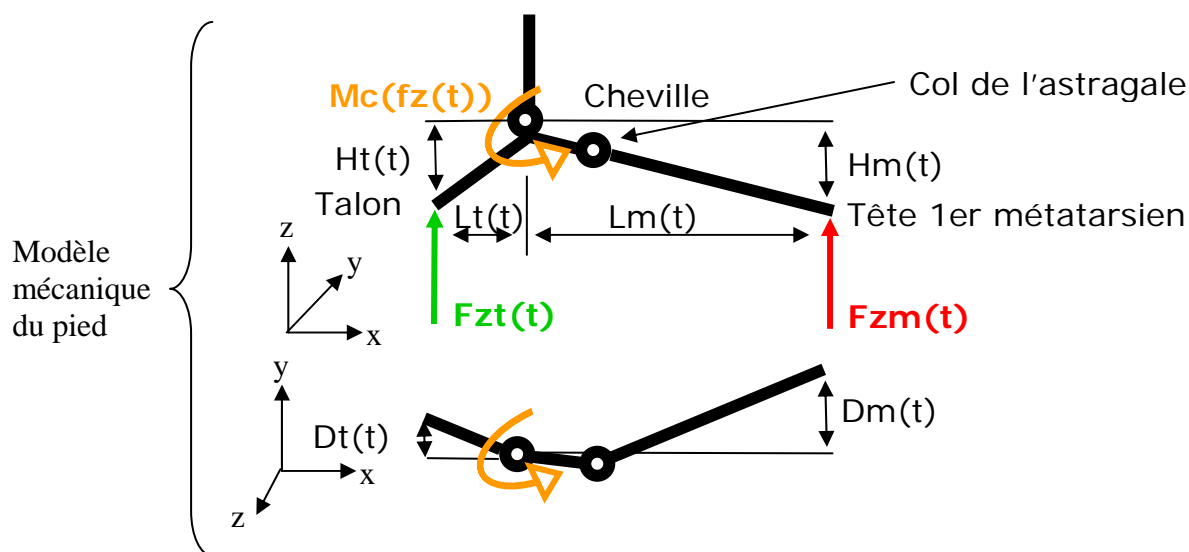 Modèle
mécanique
du pied
Mc(fz(t))
Cheville
Col de l'astragale
Ht(t)
Hm(t)
Talon
Lt(t)
Lm(t)
Tête 1er métatarsien
z
y
x
Fzt(t)
Fzm(t)
y
x
z
Dt(t)
Dm(t)